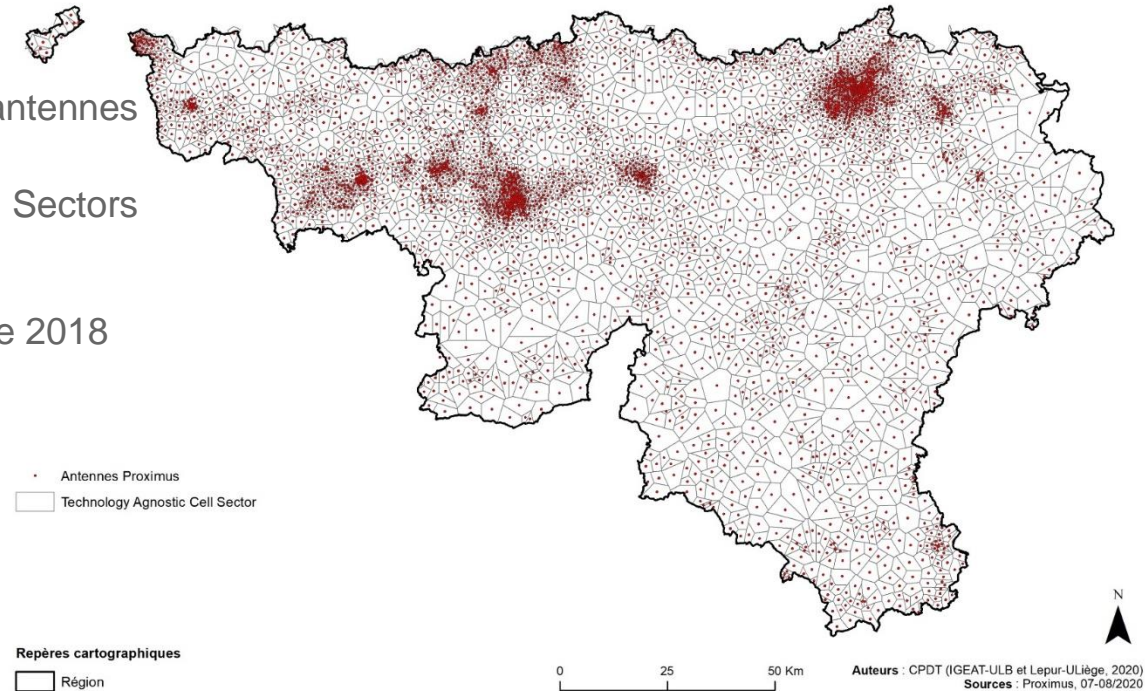 antennes
Sectors
e 2018
Antennes Proximus
Technology Agnostic Cell Sector
Repères cartographiques
Région
0 25 50 Km
N
Auteurs : CPDT (IGEAT-ULB et Lepur-ULiège, 2020)
Sources : Proximus, 07-08/2020